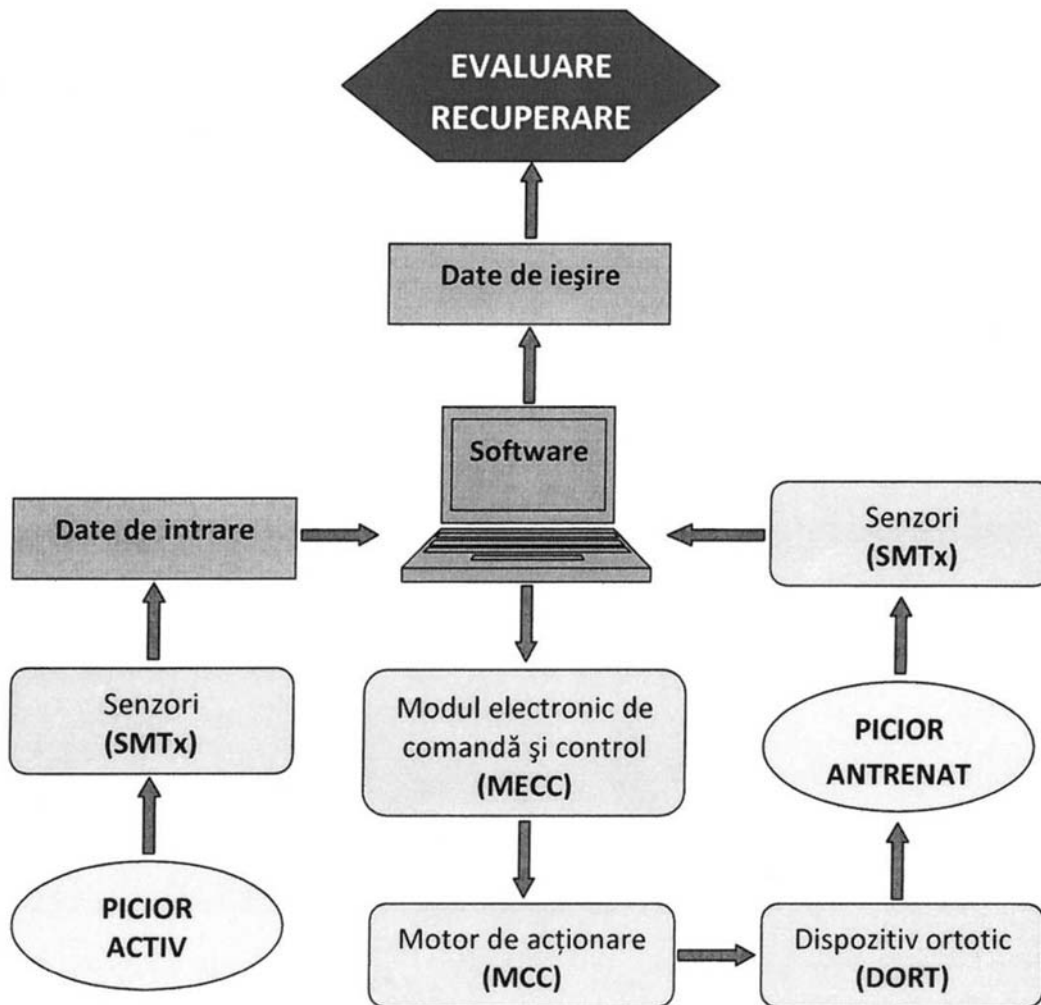 EVALUARE
RECUPERARE
Date de ieşire
Software
Date de intrare
Senzori
(SMTx)
Senzori
(SMTx)
Modul electronic de
comandă și control
(MECC)
PICIOR
ANTRENAT
PICIOR
ACTIV
Motor de acționare
(MCC)
Dispozitiv ortotic
(DORT)